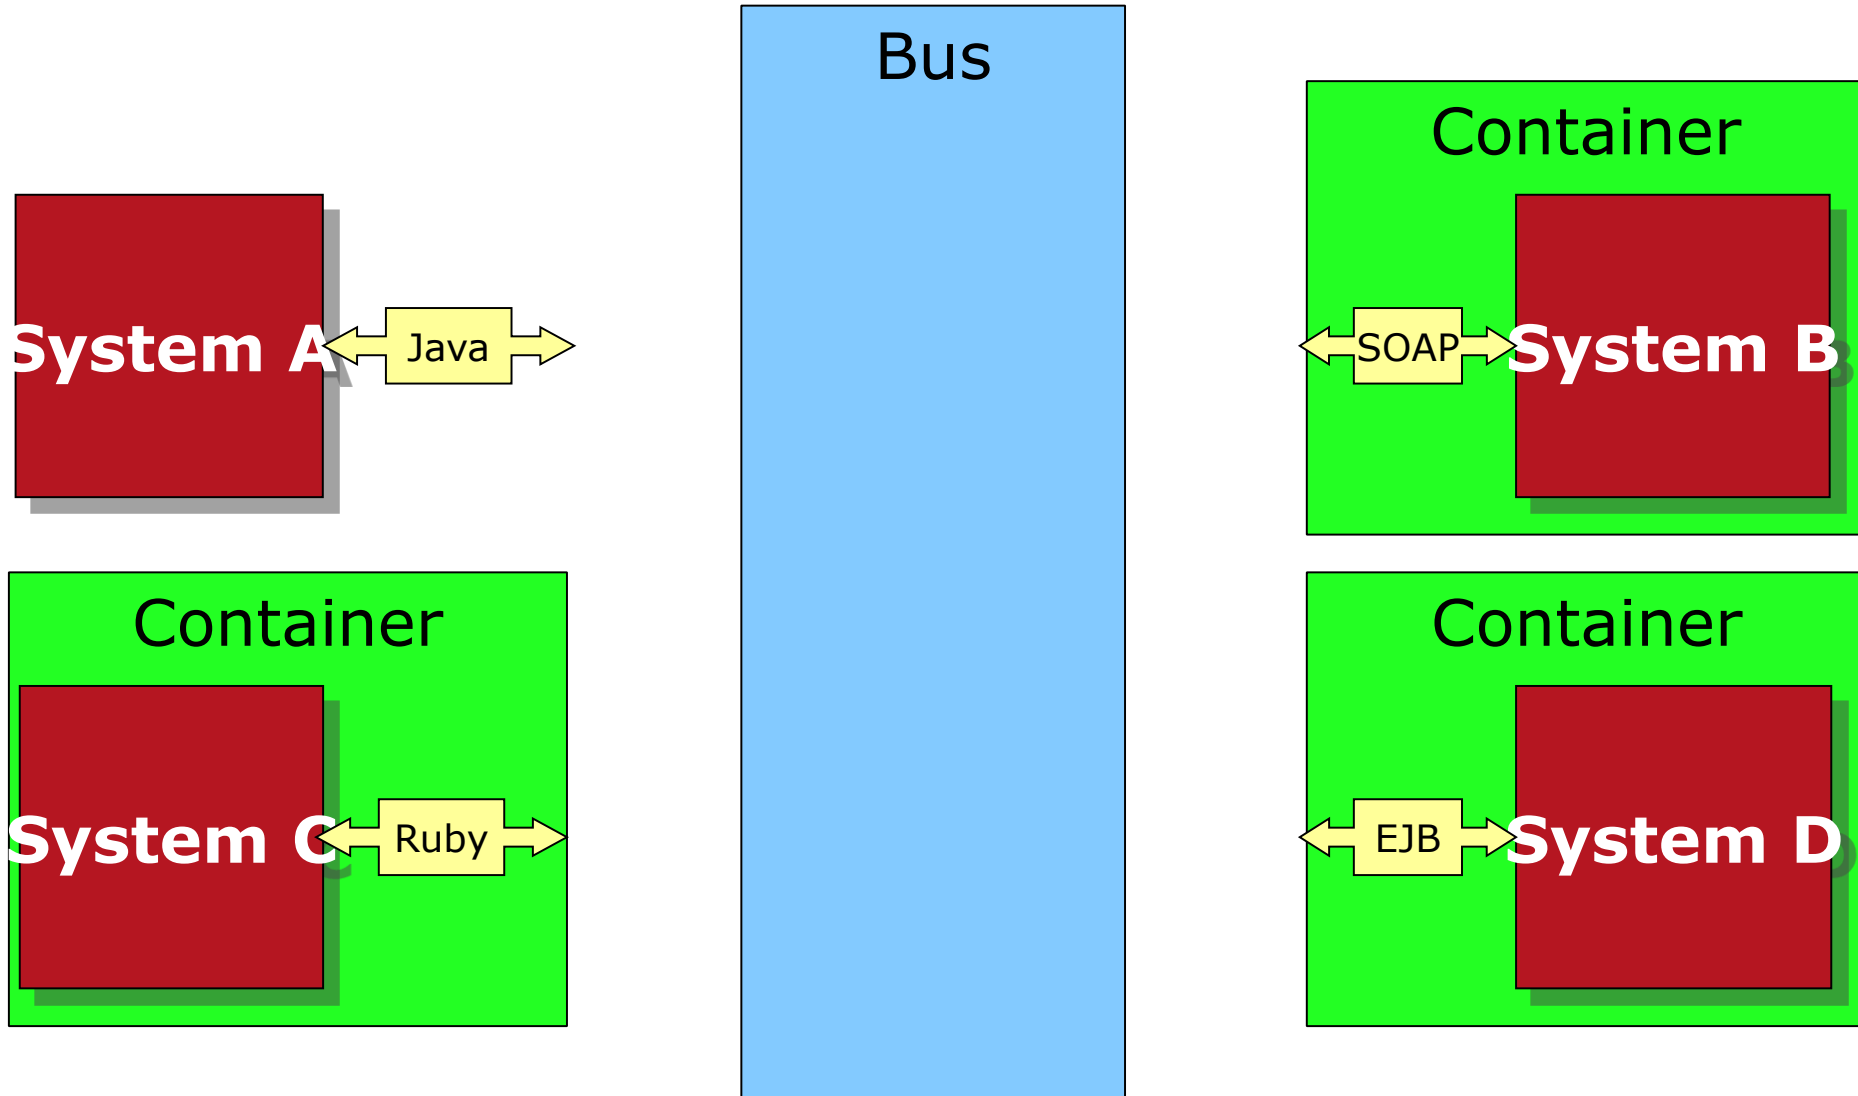 Bus
Container
System A
Java
SOAP
System B
Container
Container
System C
Ruby
EJB
System D